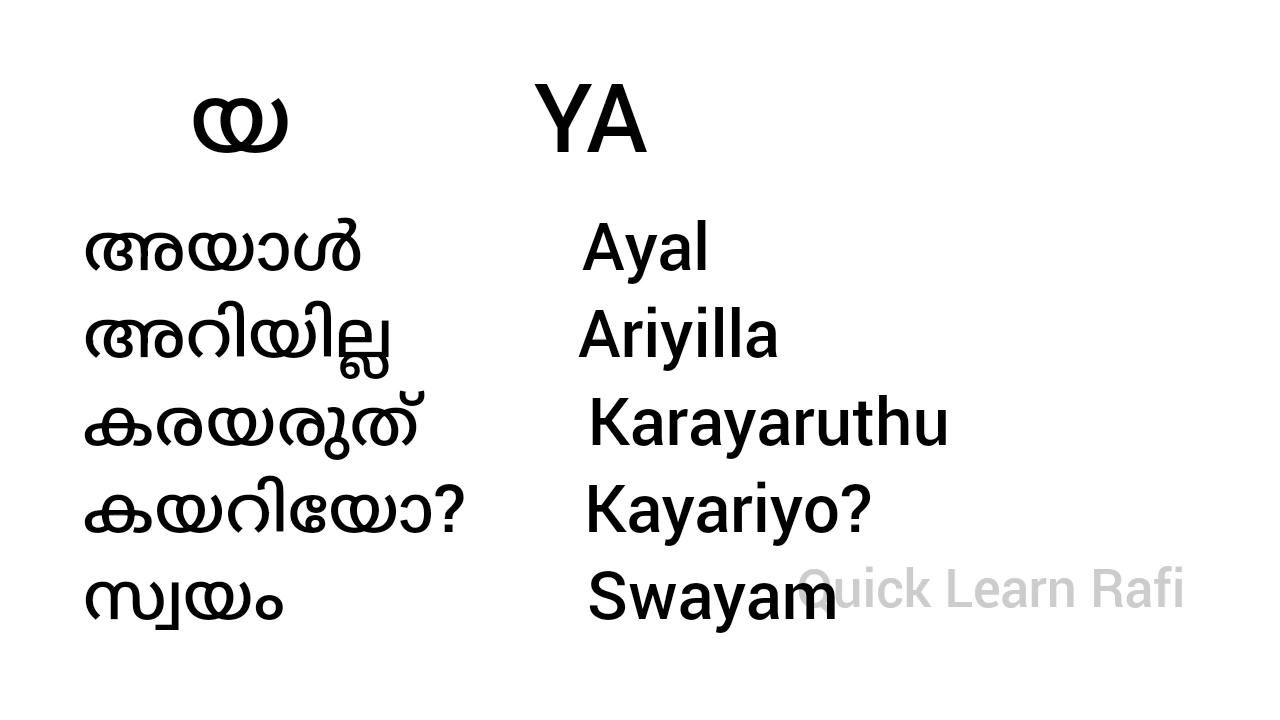 യ YA
അയാൾ Ayal
അറിയില്ല Ariyilla
കരയരുത് Karayaruthu
കയറിയോ? Kayariyo?
സ്വയം Swayam
Quick Learn Rafi